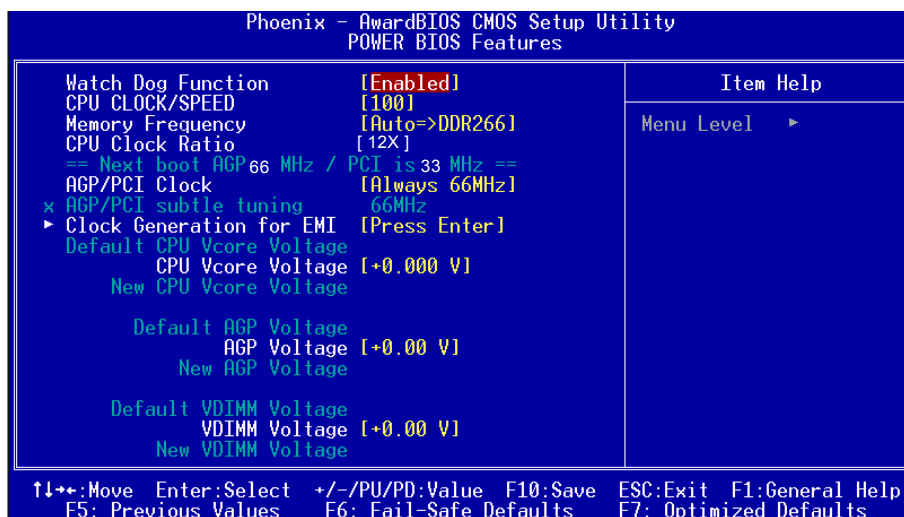 Phoenix - AwardBIOS CMOS Setup Utility
POWER BIOS Features
Watch Dog Function [Enabled]
CPU CLOCK/SPEED [100]
Memory Frequency [Auto=>DDR266]
CPU Clock Ratio [12X]
== Next boot AGP 66 MHz / PCI is 33 MHz ==
AGP/PCI Clock [Always 66MHz]
x AGP/PCI subtle tuning 66MHz
► Clock Generation for EMI [Press Enter]
Default CPU Vcore Voltage
CPU Vcore Voltage [+0.000 V]
New CPU Vcore Voltage
Default AGP Voltage
AGP Voltage [+0.00 V]
New AGP Voltage
Default VDIMM Voltage
VDIMM Voltage [+0.00 V]
New VDIMM Voltage
Item Help
Menu Level ►
↑↓→←:Move Enter:Select +/-/PU/PD:Value F10:Save ESC:Exit F1:General Help
F5: Previous Values F6: Fail-Safe Defaults F7: Optimized Defaults